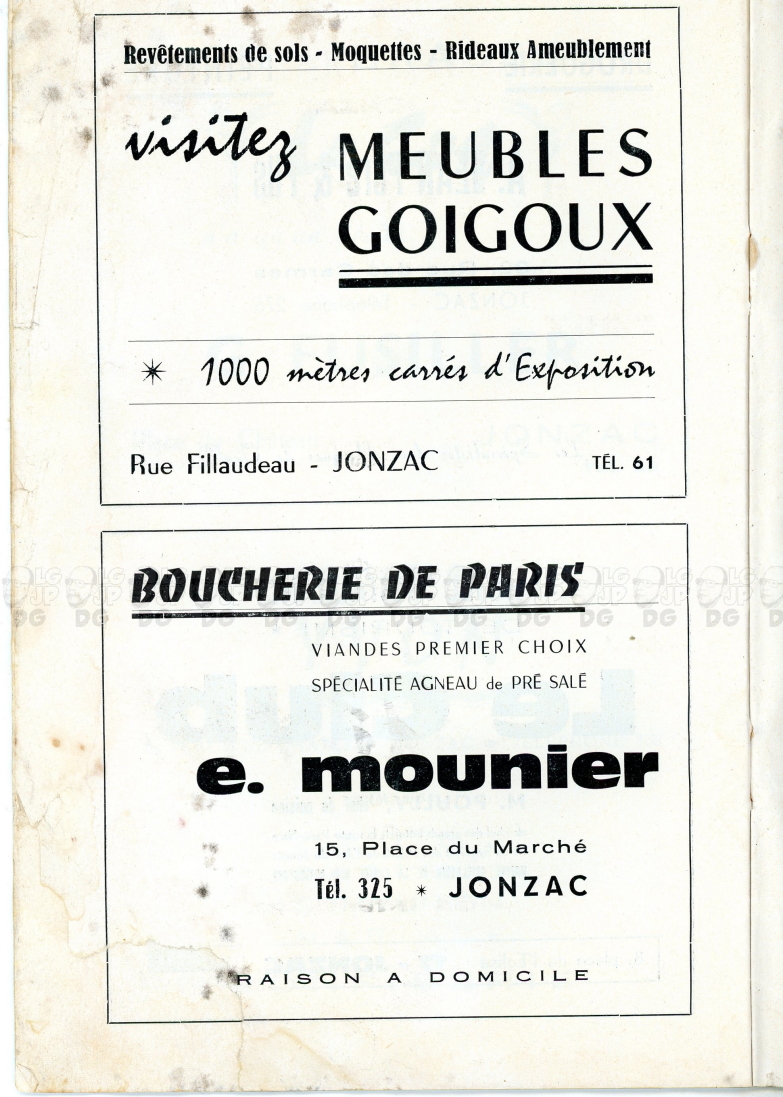 Revêtements de sols - Moquettes - Rideaux Ameublement
visitez MEUBLES
GOIGOUX
✴ 1000 mètres carrés d'Exposition
Rue Fillaudeau - JONZAC TÉL. 61
BOUCHERIE DE PARIS
VIANDES PREMIER CHOIX
SPÉCIALITÉ AGNEAU de PRÉ SALÉ
e. mounier
15, Place du Marché
Tél. 325 ✴ JONZAC
RAISON A DOMICILE